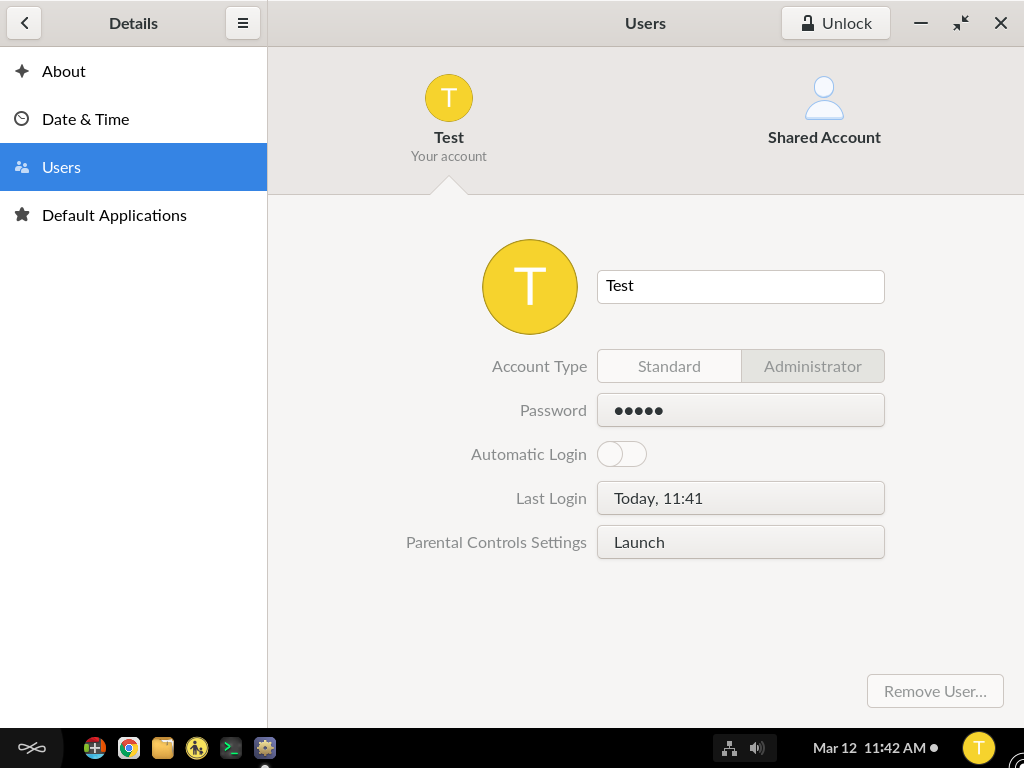 Details
Users
Unlock
About
Date & Time
Users
Default Applications
T
Test
Your account
Shared Account
T
Test
Account Type
Standard
Administrator
Password
●●●●●
Automatic Login
Last Login
Today, 11:41
Parental Controls Settings
Launch
Remove User…
Mar 12 11:42 AM
T